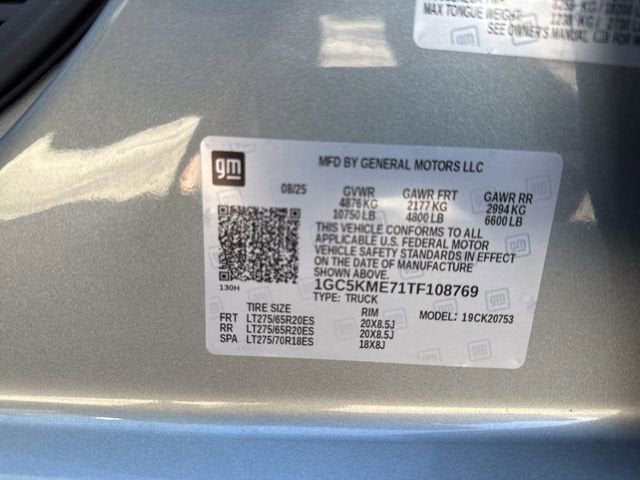 MAX TONGUE WEIGHT
SEE OWNER'S MANUAL
gm
gm
MFD BY GENERAL MOTORS LLC
08/25 GVWR GAWR FRT GAWR RR
4876 KG 2177 KG 2994 KG
10750 LB 4800 LB 6600 LB
THIS VEHICLE CONFORMS TO ALL
APPLICABLE U.S. FEDERAL MOTOR
VEHICLE SAFETY STANDARDS IN EFFECT
ON THE DATE OF MANUFACTURE
SHOWN ABOVE.
130H
1GC5KME71TF108769
TYPE: TRUCK
TIRE SIZE RIM MODEL: 19CK20753
FRT LT275/65R20ES 20X8.5J
RR LT275/65R20ES 20X8.5J
SPA LT275/70R18ES 18X8J